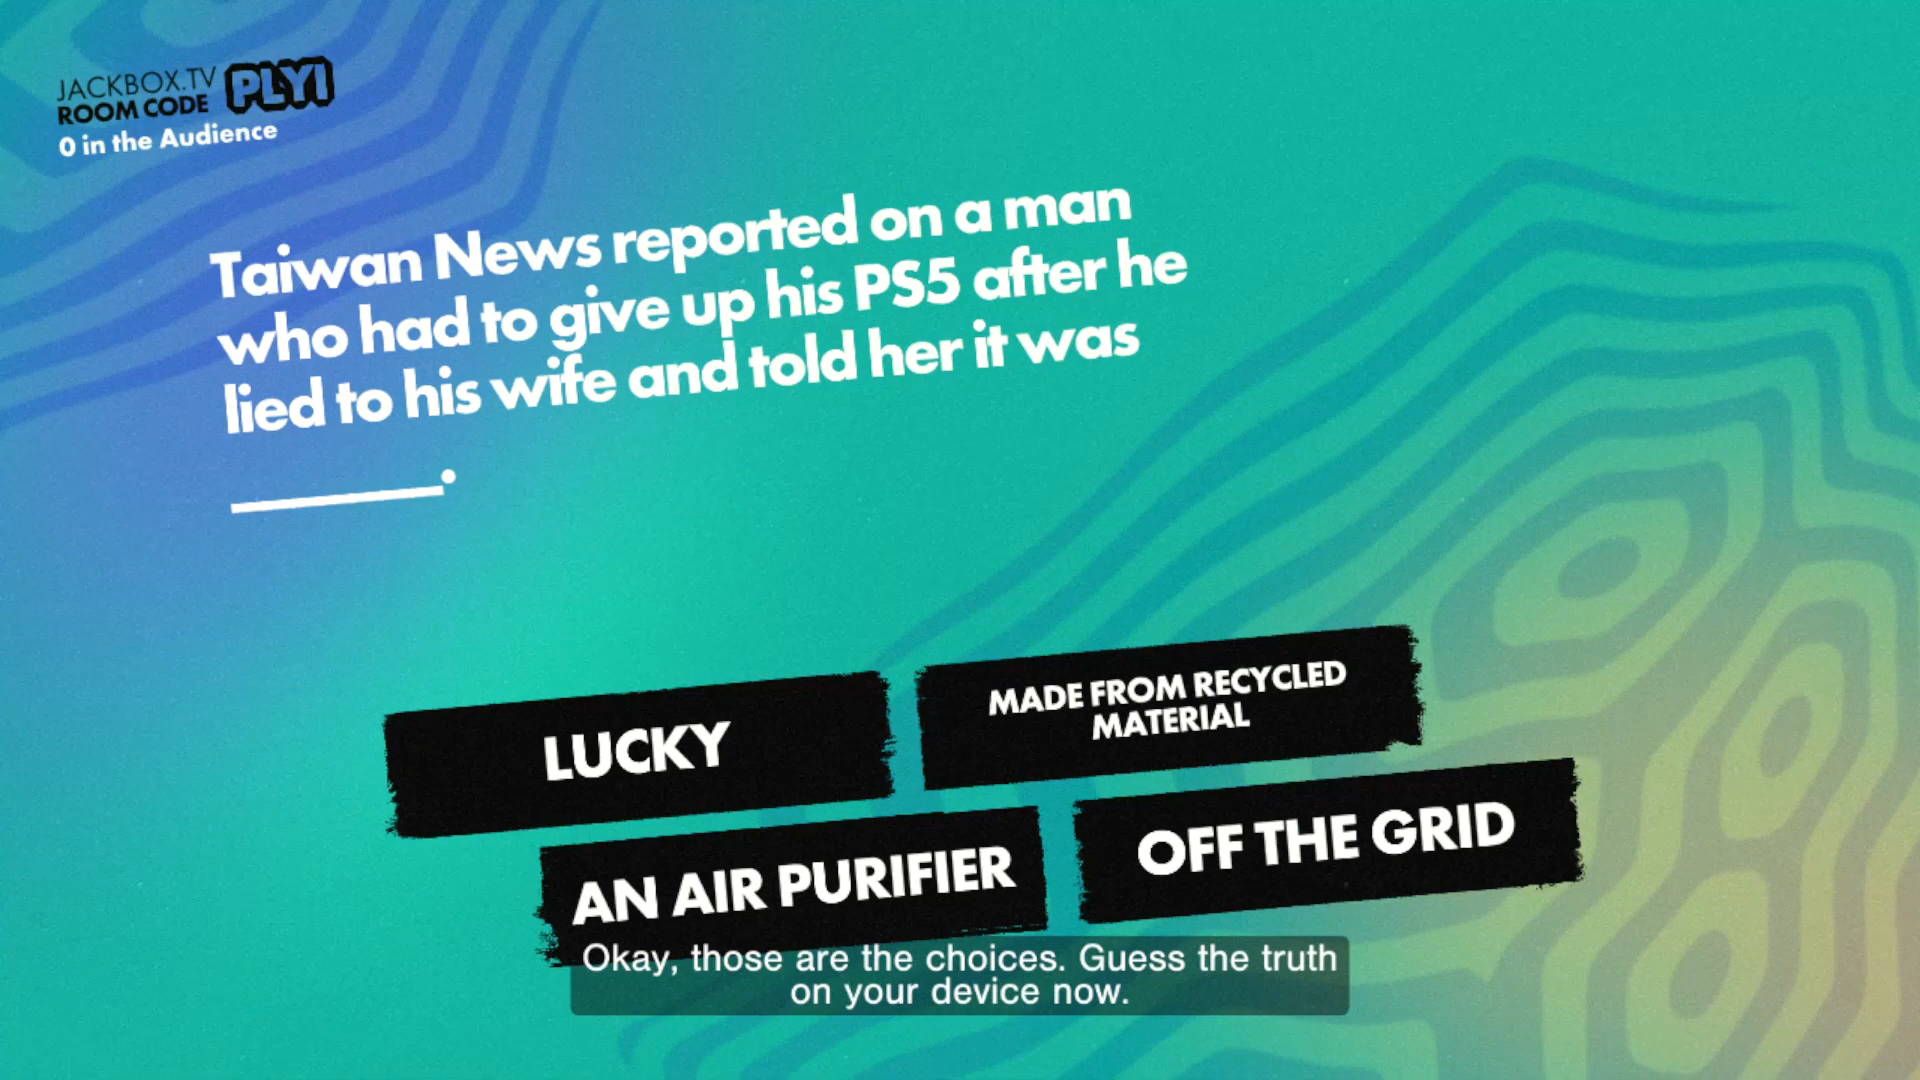 JACKBOX.TV
ROOM CODE PLYI
0 in the Audience
Taiwan News reported on a man
who had to give up his PS5 after he
lied to his wife and told her it was
________.
LUCKY
MADE FROM RECYCLED
MATERIAL
AN AIR PURIFIER
OFF THE GRID
Okay, those are the choices. Guess the truth
on your device now.